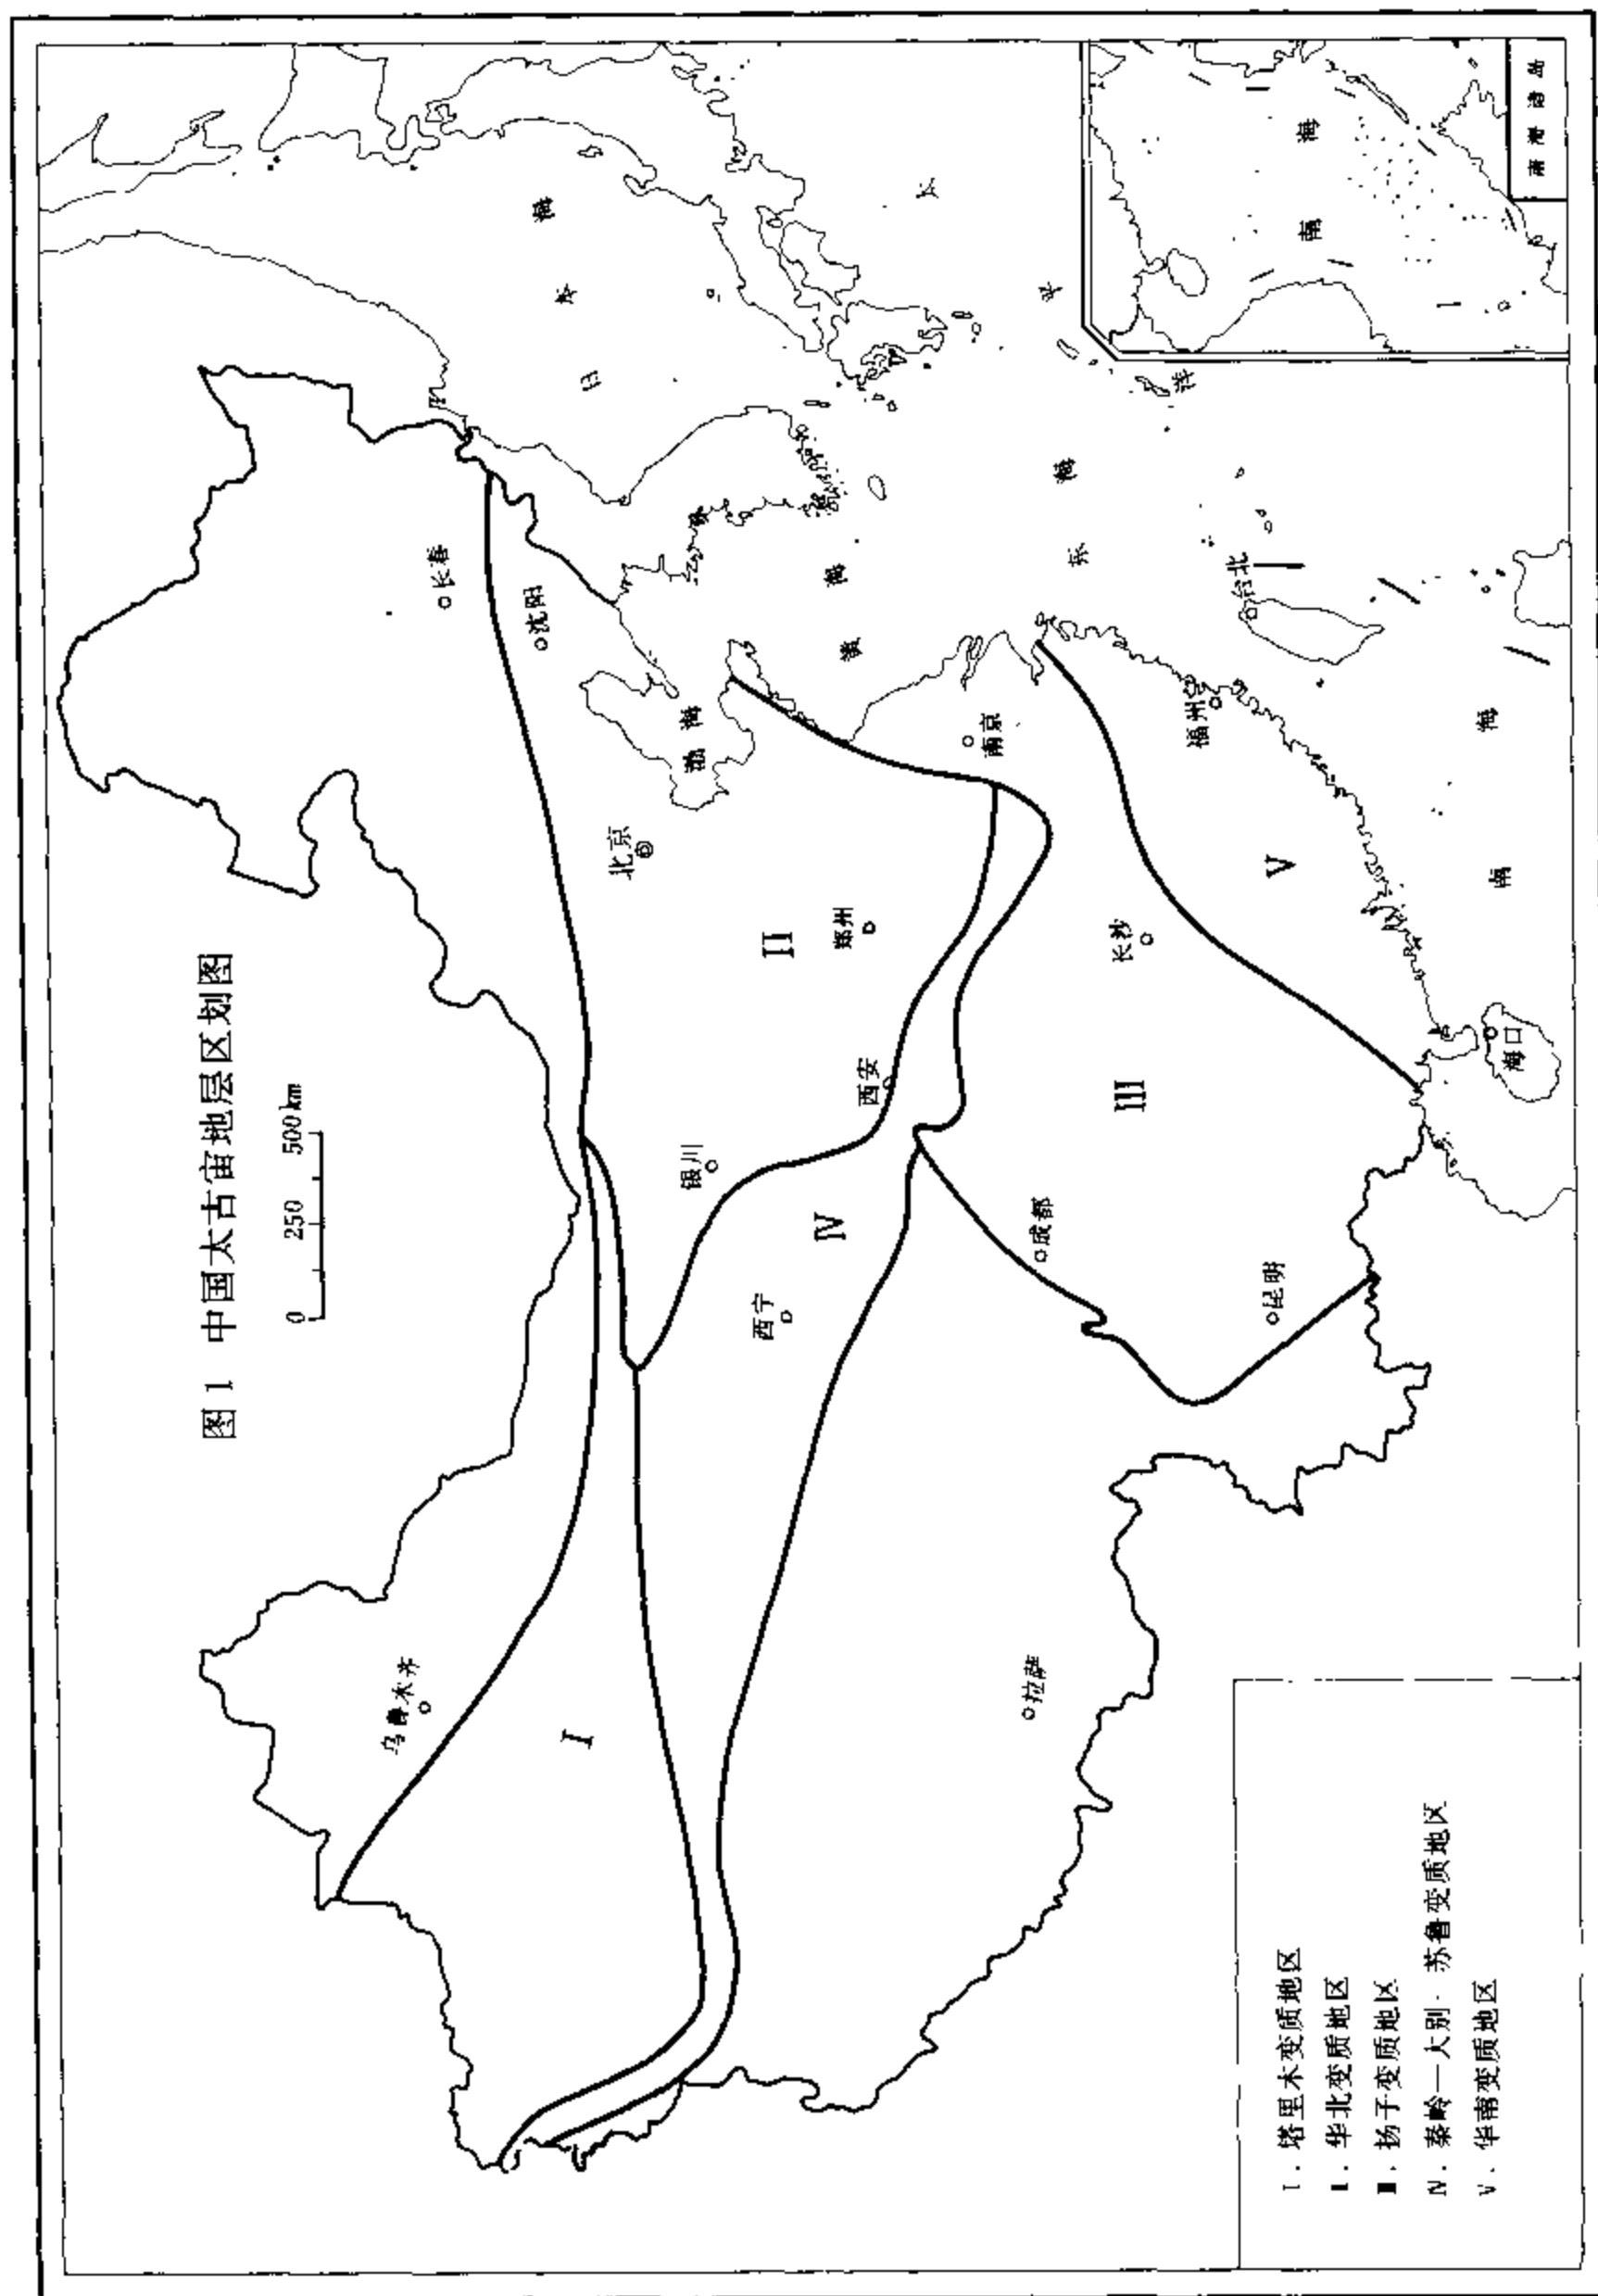 图1 中国太古宙地层区划图
0 250 500km
乌鲁木齐
I
长春
沈阳
北京
渤海
日本海
银川
II
郑州
西安
西宁
IV
黄海
南京
太平洋
东海
拉萨
成都
III
长沙
昆明
V
福州
台北
海口
南海
南海
南海诸岛
I．塔里木变质地区
II．华北变质地区
III．扬子变质地区
IV．秦岭—大别·苏鲁变质地区
V．华南变质地区